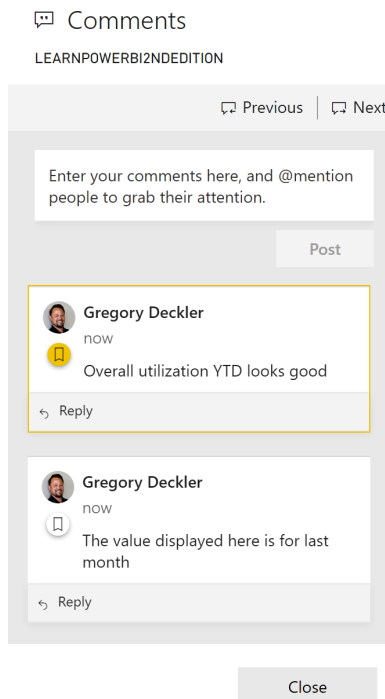 Comments
LEARNPOWERBI2NDEDITION
Previous | Next
Enter your comments here, and @mention
people to grab their attention.
Post
Gregory Deckler
now
Overall utilization YTD looks good
Reply
Gregory Deckler
now
The value displayed here is for last
month
Reply
Close